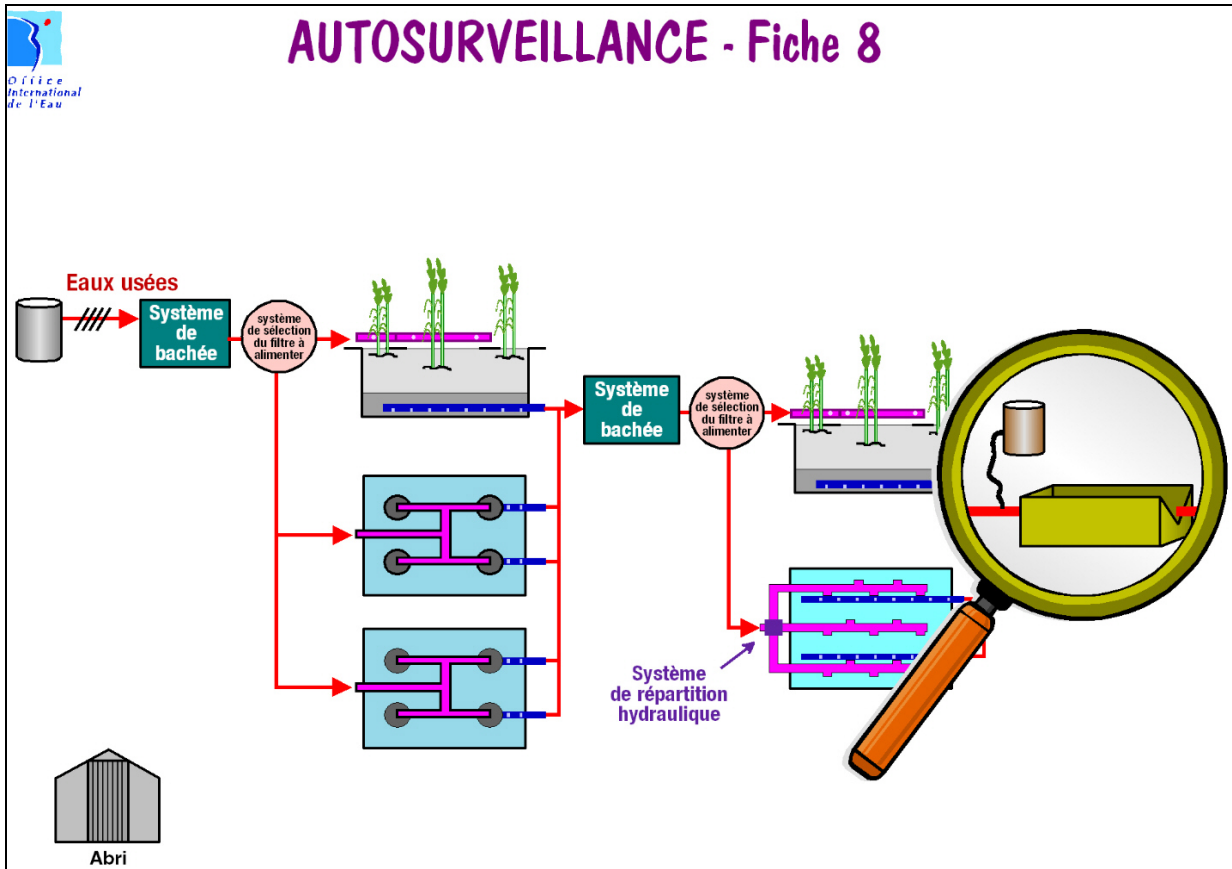 AUTOSURVEILLANCE - Fiche 8
Office
International
de l'Eau
Eaux usées
Système
de
bachée
système
de sélection
du filtre à
alimenter
Système
de
bachée
système
de sélection
du filtre à
alimenter
Système
de répartition
hydraulique
Abri